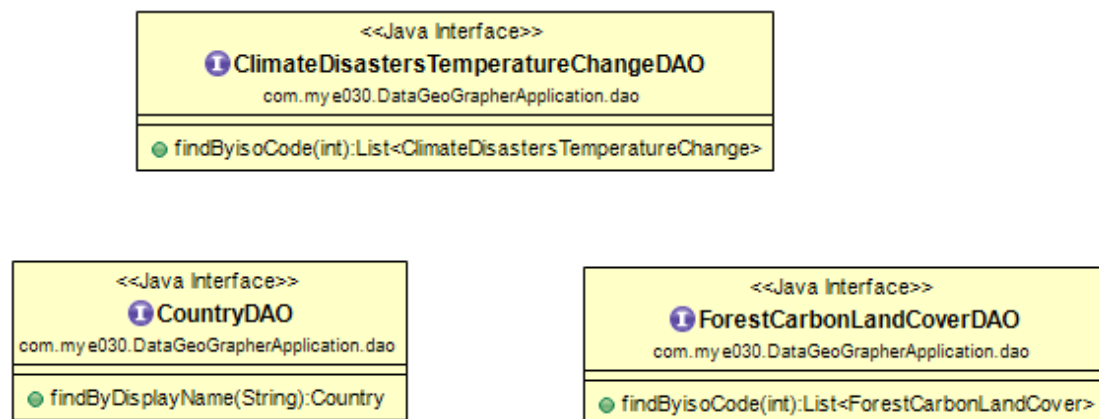 <<Java Interface>>
ClimateDisastersTemperatureChangeDAO
com.mye030.DataGeoGrapherApplication.dao
findByisoCode(int):List<ClimateDisastersTemperatureChange>
<<Java Interface>>
CountryDAO
com.mye030.DataGeoGrapherApplication.dao
findByDisplayName(String):Country
<<Java Interface>>
ForestCarbonLandCoverDAO
com.mye030.DataGeoGrapherApplication.dao
findByisoCode(int):List<ForestCarbonLandCover>